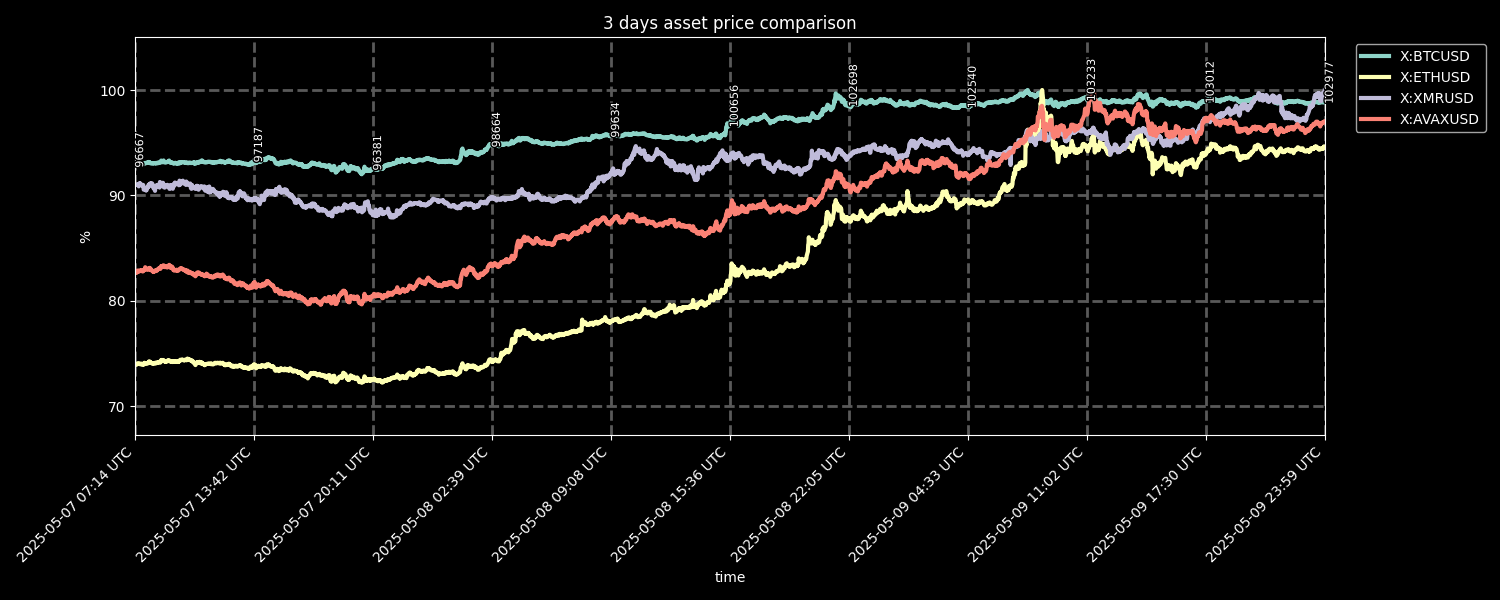 3 days asset price comparison
X:BTCUSD
X:ETHUSD
X:XMRUSD
X:AVAXUSD
100
90
80
70
%
96667
97187
96381
98664
99634
100656
102698
102540
103233
103012
102977
2025-05-07 07:14 UTC
2025-05-07 13:42 UTC
2025-05-07 20:11 UTC
2025-05-08 02:39 UTC
2025-05-08 09:08 UTC
2025-05-08 15:36 UTC
2025-05-08 22:05 UTC
2025-05-09 04:33 UTC
2025-05-09 11:02 UTC
2025-05-09 17:30 UTC
2025-05-09 23:59 UTC
time